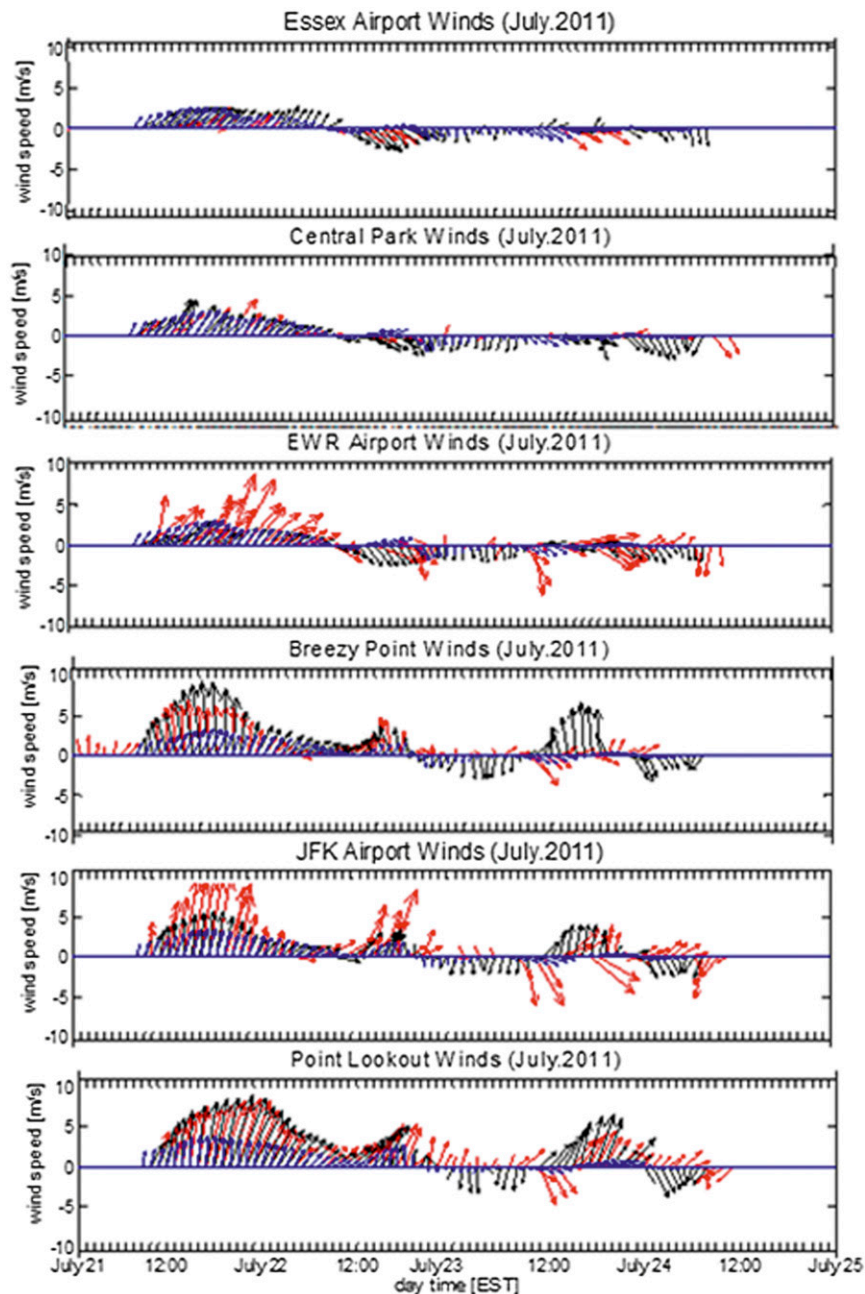 Essex Airport Winds (July.2011)
10
5
0
-5
-10
wind speed [m/s]
Central Park Winds (July.2011)
10
5
0
-5
-10
wind speed [m/s]
EWR Airport Winds (July.2011)
10
5
0
-5
-10
wind speed [m/s]
Breezy Point Winds (July.2011)
10
5
0
-5
-10
wind speed [m/s]
JFK Airport Winds (July.2011)
10
5
0
-5
-10
wind speed [m/s]
Point Lookout Winds (July.2011)
10
5
0
-5
-10
wind speed [m/s]
July 21 12:00 July 22 12:00 July23 12:00 July 24 12:00 July 25
day time [EST]